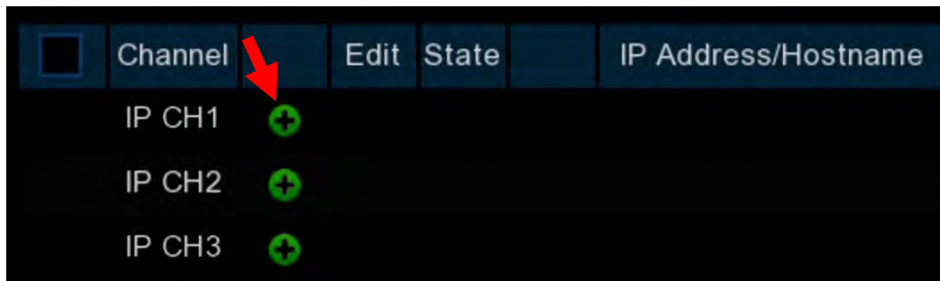 Channel Edit State IP Address/Hostname
IP CH1
IP CH2
IP CH3